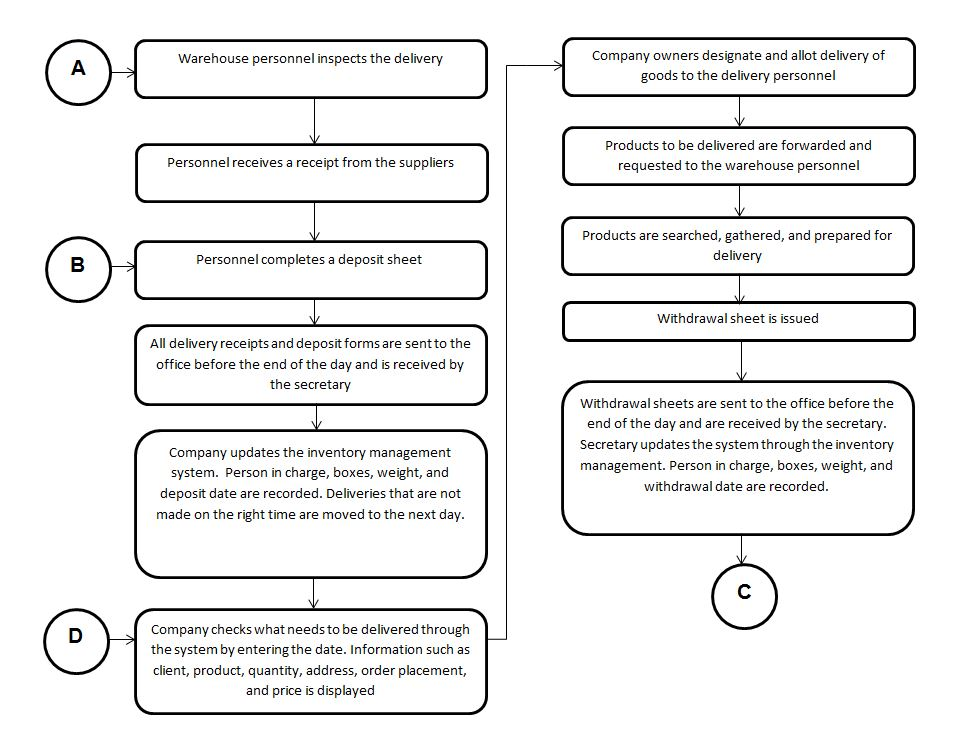 A
Warehouse personnel inspects the delivery
Personnel receives a receipt from the suppliers
B
Personnel completes a deposit sheet
All delivery receipts and deposit forms are sent to the
office before the end of the day and is received by
the secretary
Company updates the inventory management
system.  Person in charge, boxes, weight, and
deposit date are recorded. Deliveries that are not
made on the right time are moved to the next day.
D
Company checks what needs to be delivered through
the system by entering the date. Information such as
client, product, quantity, address, order placement,
and price is displayed
Company owners designate and allot delivery of
goods to the delivery personnel
Products to be delivered are forwarded and
requested to the warehouse personnel
Products are searched, gathered, and prepared for
delivery
Withdrawal sheet is issued
Withdrawal sheets are sent to the office before the
end of the day and are received by the secretary.
Secretary updates the system through the inventory
management. Person in charge, boxes, weight, and
withdrawal date are recorded.
C